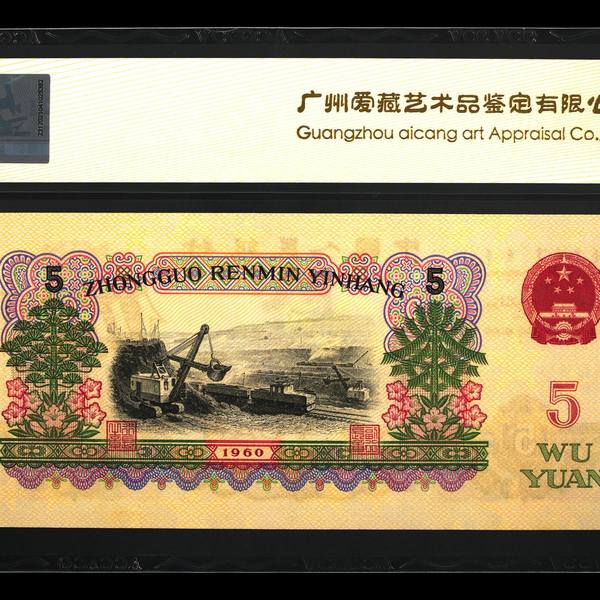 广州爱藏艺术品鉴定有限公
Guangzhou aicang art Appraisal Co.,
5 ZHONGGUO RENMIN YINHANG 5
5
WU
YUAN
1960